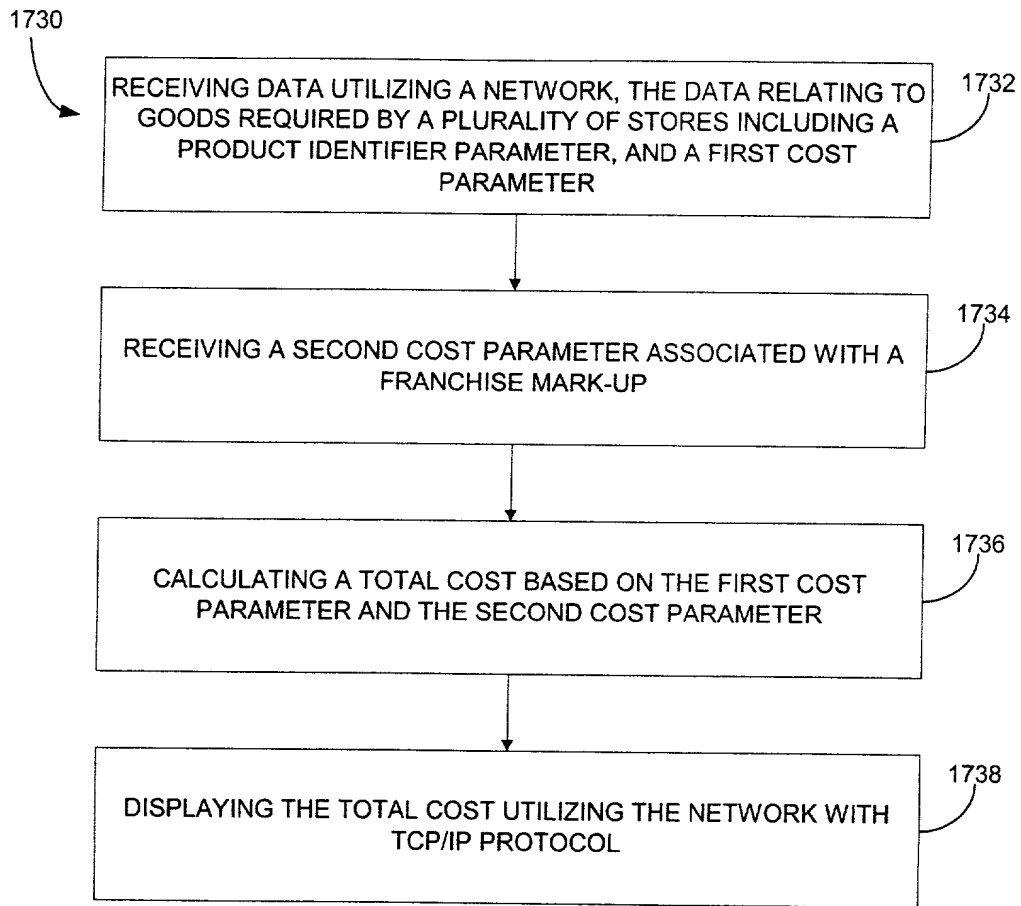 1730
RECEIVING DATA UTILIZING A NETWORK, THE DATA RELATING TO
GOODS REQUIRED BY A PLURALITY OF STORES INCLUDING A
PRODUCT IDENTIFIER PARAMETER, AND A FIRST COST
PARAMETER
1732
RECEIVING A SECOND COST PARAMETER ASSOCIATED WITH A
FRANCHISE MARK-UP
1734
CALCULATING A TOTAL COST BASED ON THE FIRST COST
PARAMETER AND THE SECOND COST PARAMETER
1736
DISPLAYING THE TOTAL COST UTILIZING THE NETWORK WITH
TCP/IP PROTOCOL
1738